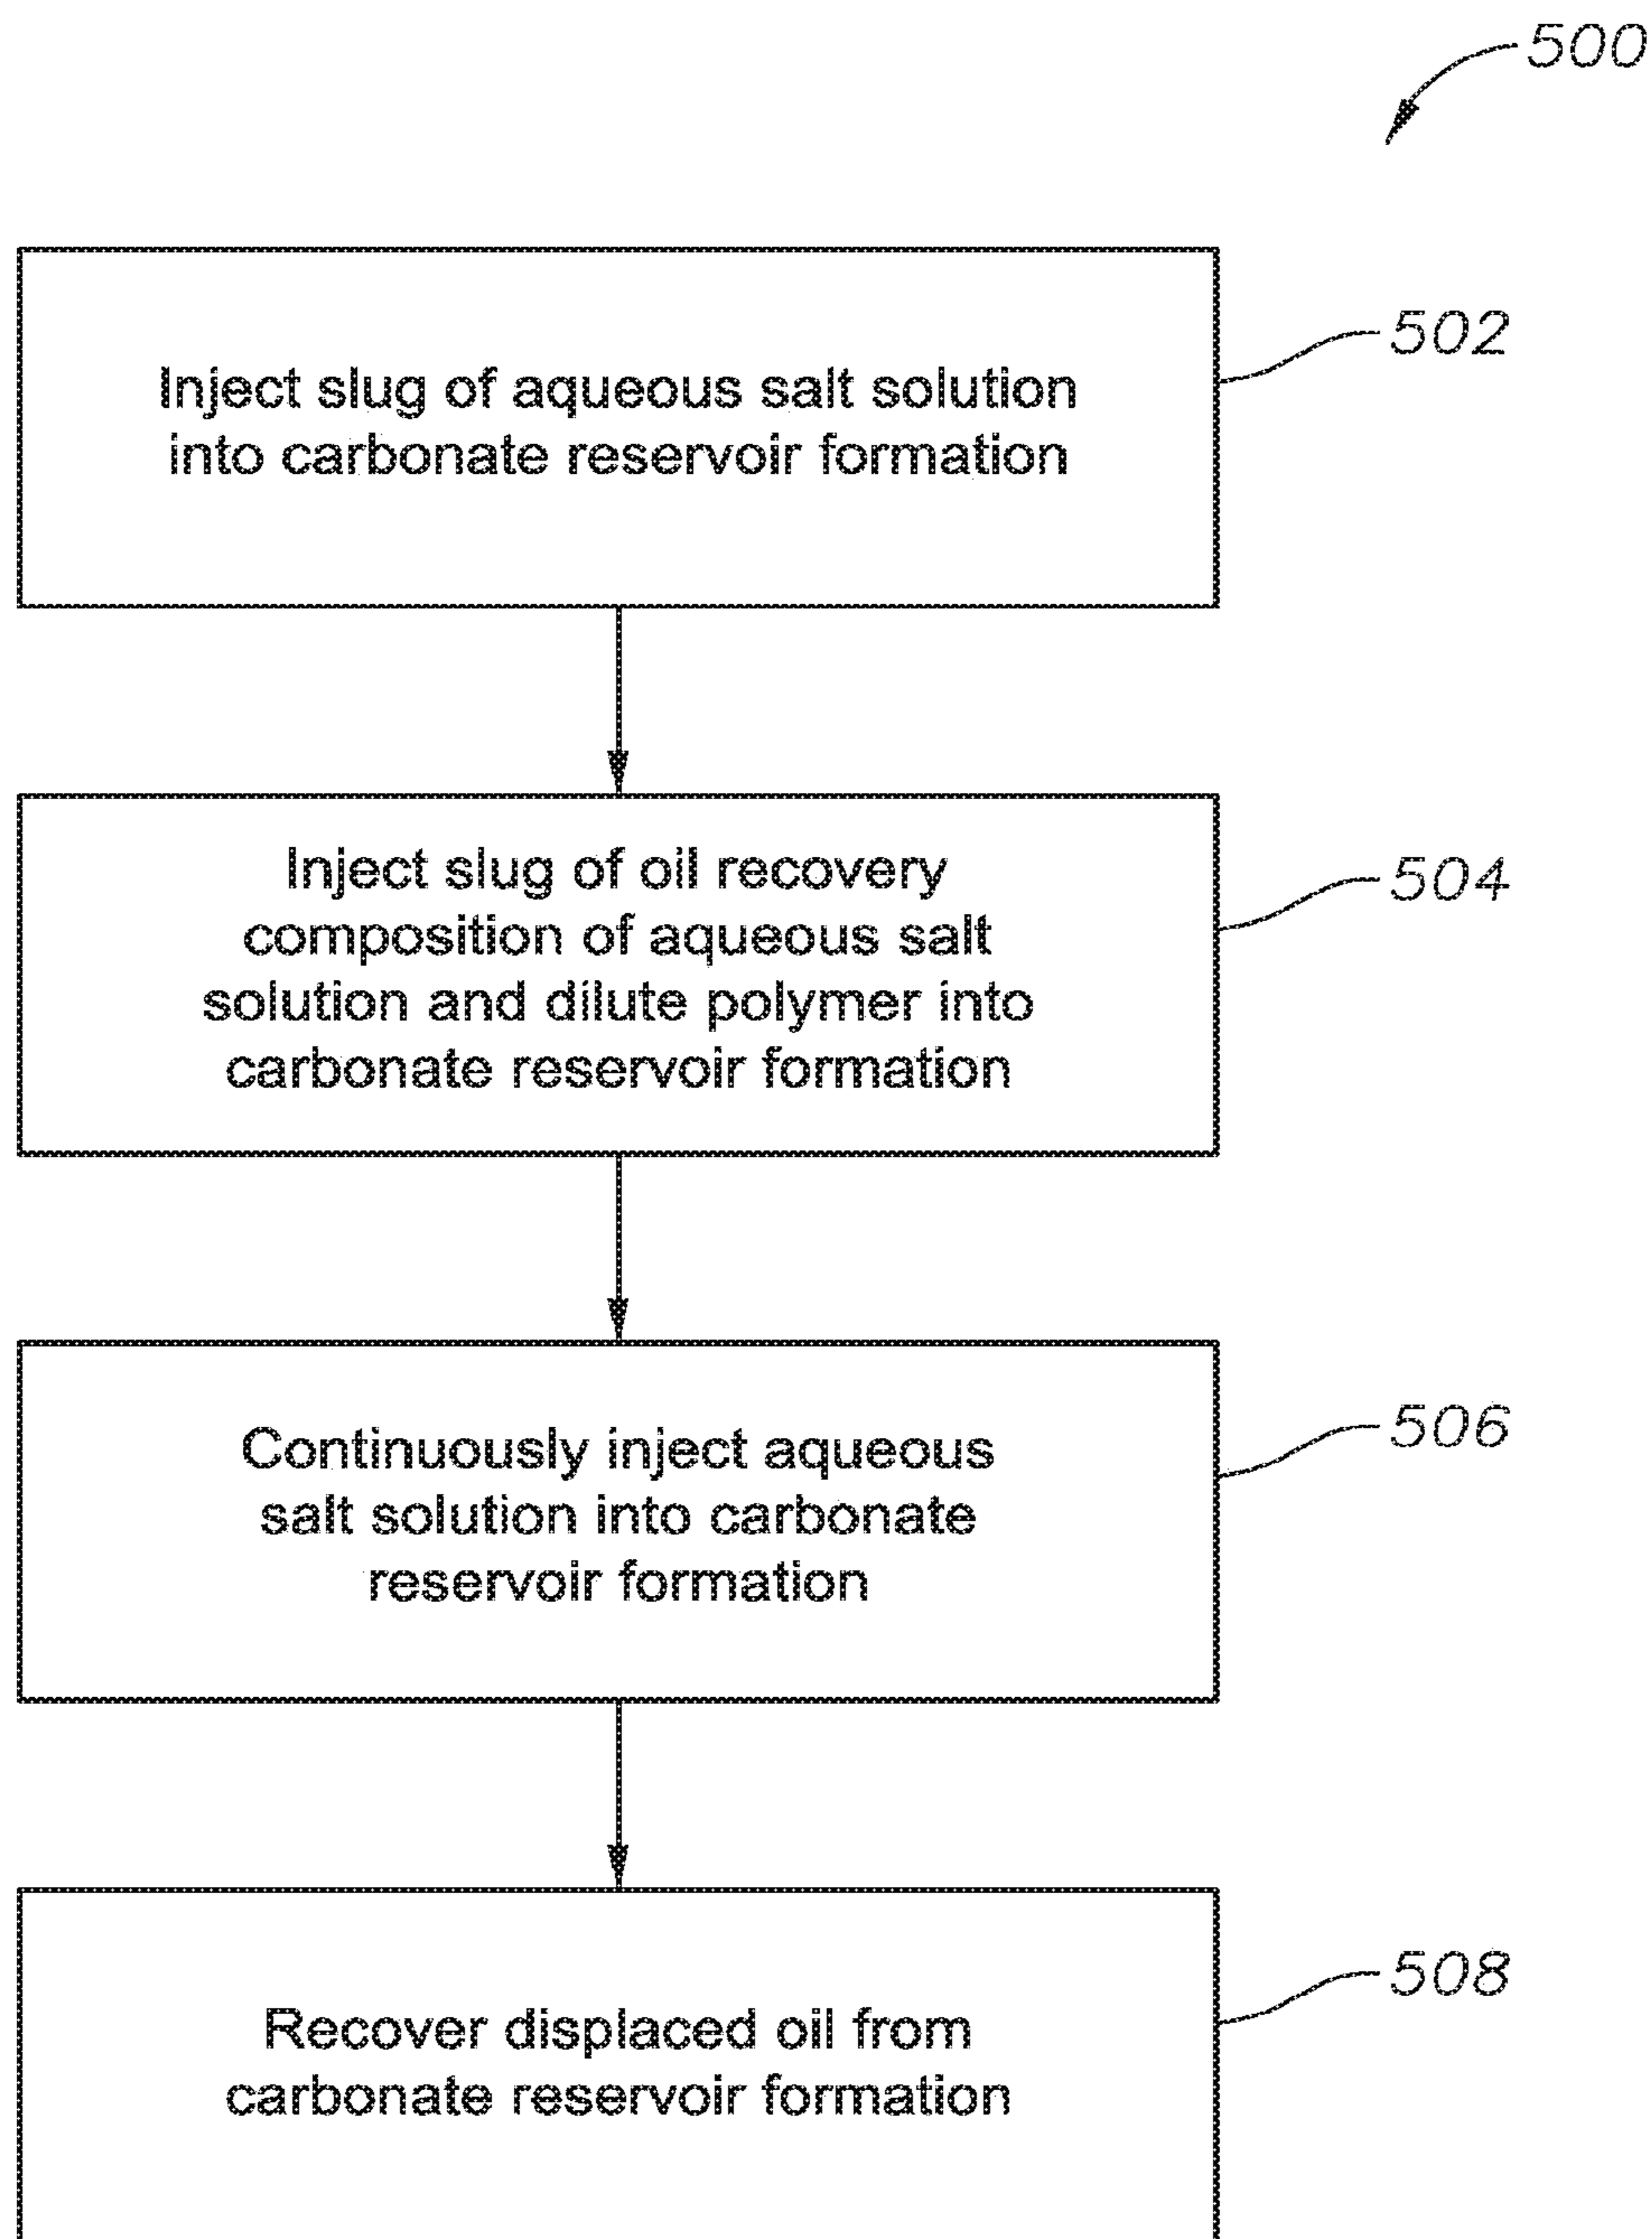 500
Inject slug of aqueous salt solution
into carbonate reservoir formation
502
Inject slug of oil recovery
composition of aqueous salt
solution and dilute polymer into
carbonate reservoir formation
504
Continuously inject aqueous
salt solution into carbonate
reservoir formation
506
Recover displaced oil from
carbonate reservoir formation
508